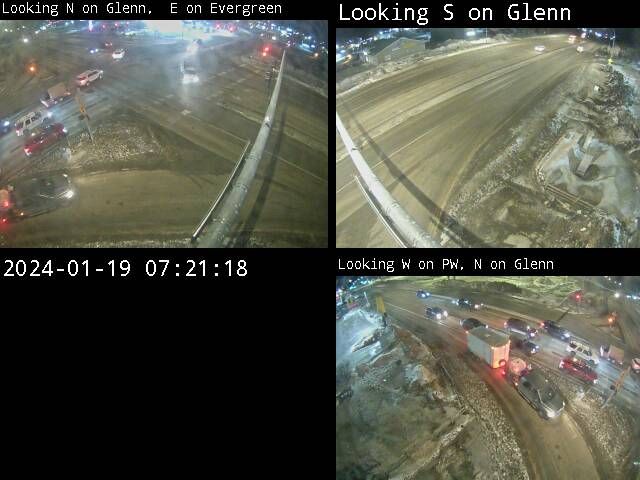 Looking N on Glenn,  E on Evergreen
Looking S on Glenn
2024-01-19 07:21:18
Looking W on PW, N on Glenn